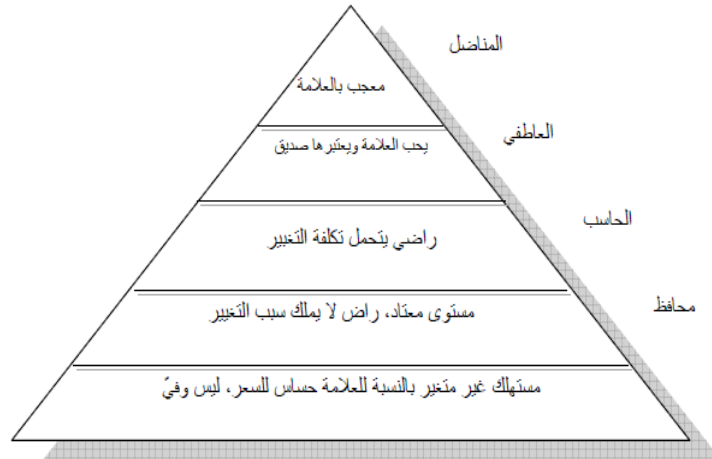 المناضل
معجب بالعلامة
العاطفي
يحب العلامة ويعتبرها صديق
الحاسب
راضي يتحمل تكلفة التغيير
محافظ
مستوى معتاد، راض لا يملك سبب التغيير
مستهلك غير متغير بالنسبة للعلامة حساس للسعر، ليس وفيّ